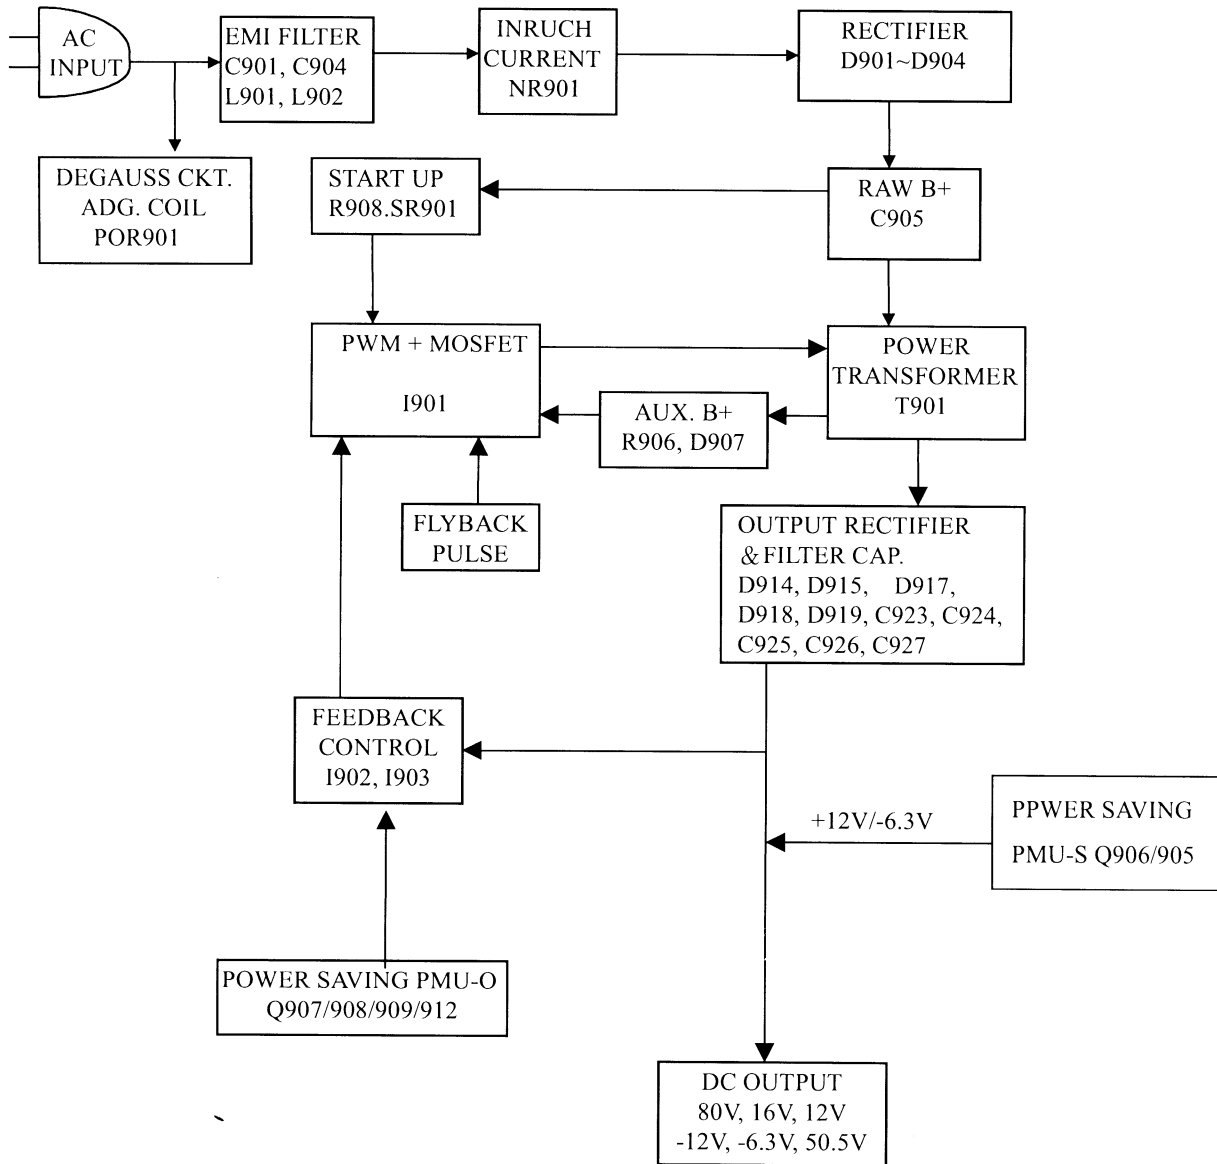 AC
INPUT
EMI FILTER
C901, C904
L901, L902
INRUCH
CURRENT
NR901
RECTIFIER
D901~D904
DEGAUSS CKT.
ADG. COIL
POR901
START UP
R908.SR901
RAW B+
C905
PWM + MOSFET
I901
POWER
TRANSFORMER
T901
AUX. B+
R906, D907
FLYBACK
PULSE
OUTPUT RECTIFIER
& FILTER CAP.
D914, D915, D917,
D918, D919, C923, C924,
C925, C926, C927
FEEDBACK
CONTROL
I902, I903
+12V/-6.3V
PPWER SAVING
PMU-S Q906/905
POWER SAVING PMU-O
Q907/908/909/912
DC OUTPUT
80V, 16V, 12V
-12V, -6.3V, 50.5V